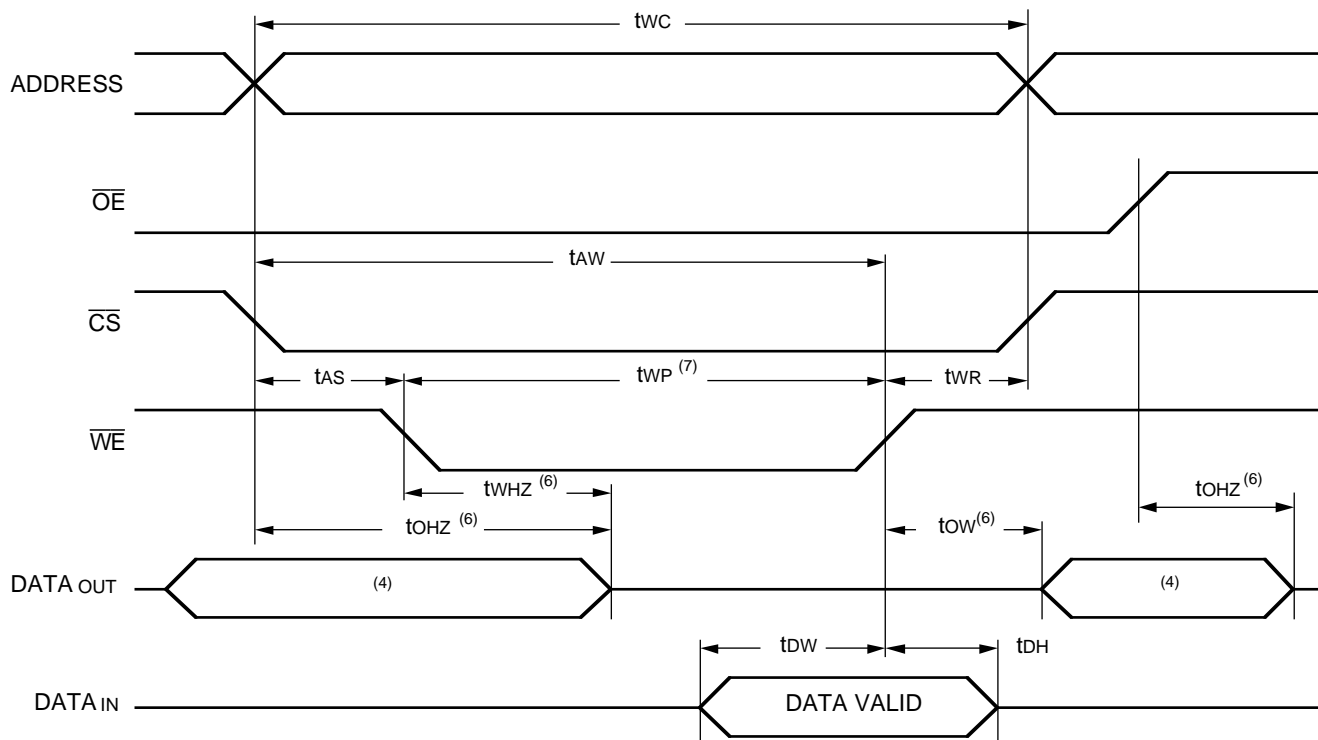 tWC
ADDRESS
OE
tAW
CS
tAS
tWP (7)
tWR
WE
tWHZ (6)
tOHZ (6)
tOHZ (6)
tOW(6)
DATA OUT
(4)
(4)
tDW
tDH
DATA IN
DATA VALID